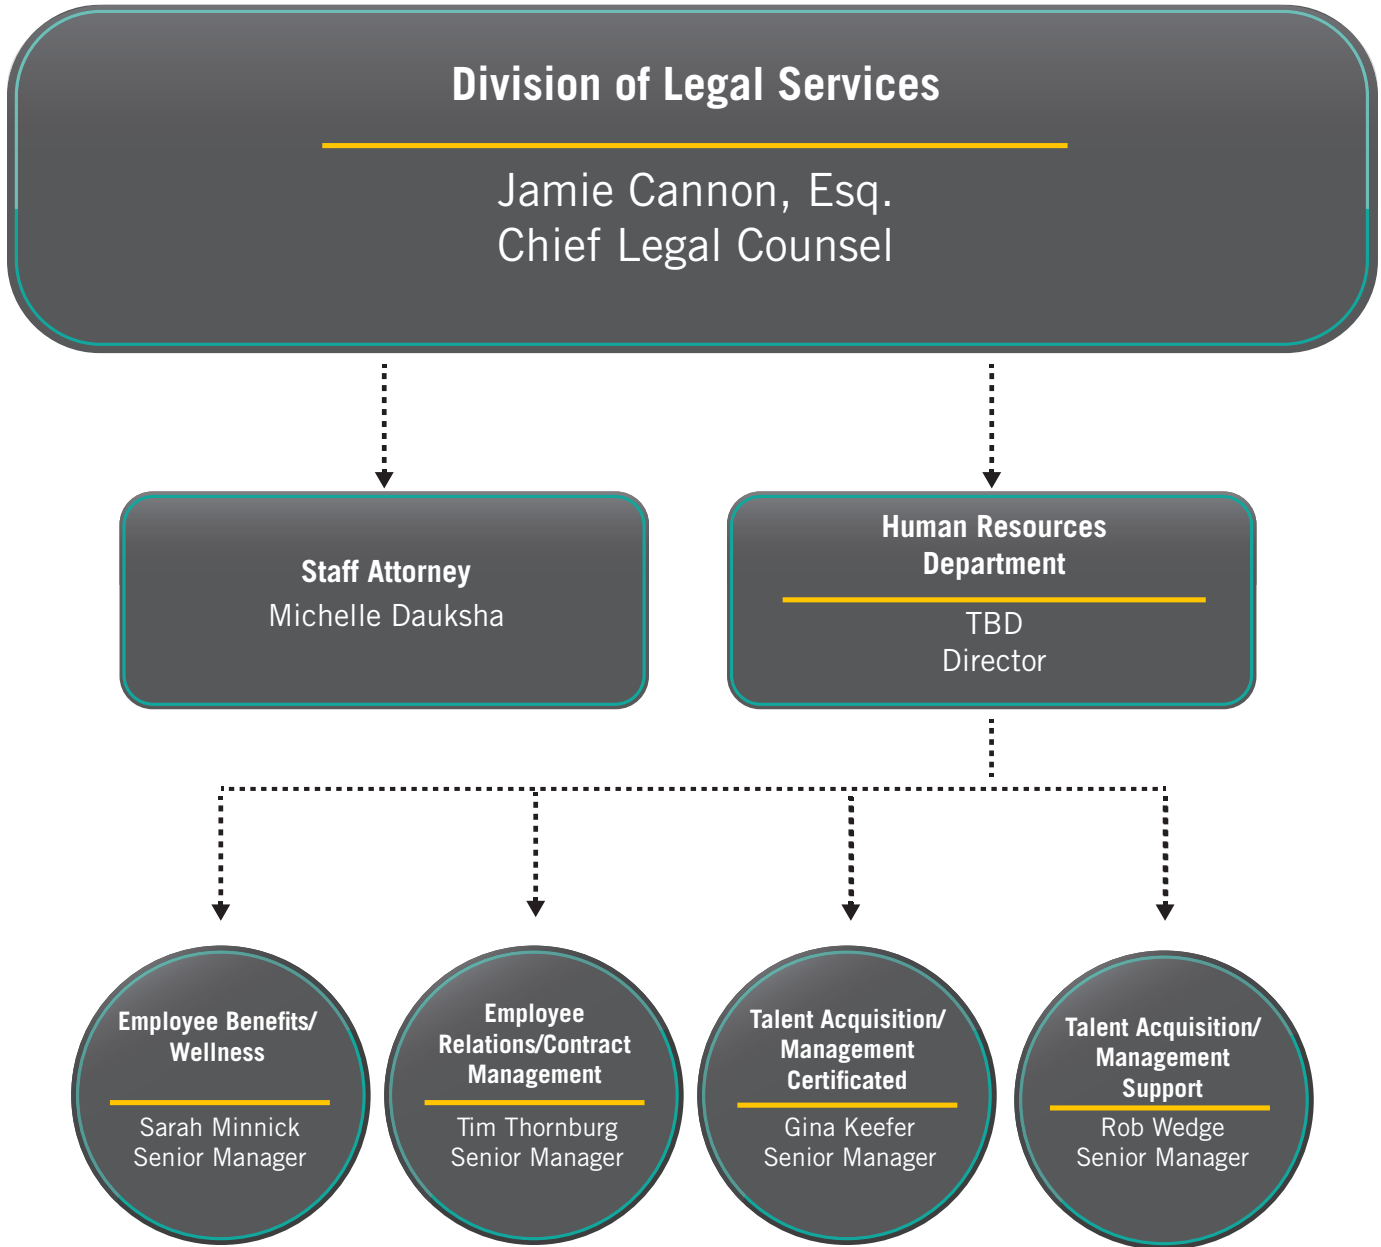 Division of Legal Services
Jamie Cannon, Esq.
Chief Legal Counsel
Staff Attorney
Michelle Dauksha
Human Resources
Department
TBD
Director
Employee Benefits/
Wellness
Sarah Minnick
Senior Manager
Employee
Relations/Contract
Management
Tim Thornburg
Senior Manager
Talent Acquisition/
Management
Certificated
Gina Keefer
Senior Manager
Talent Acquisition/
Management
Support
Rob Wedge
Senior Manager